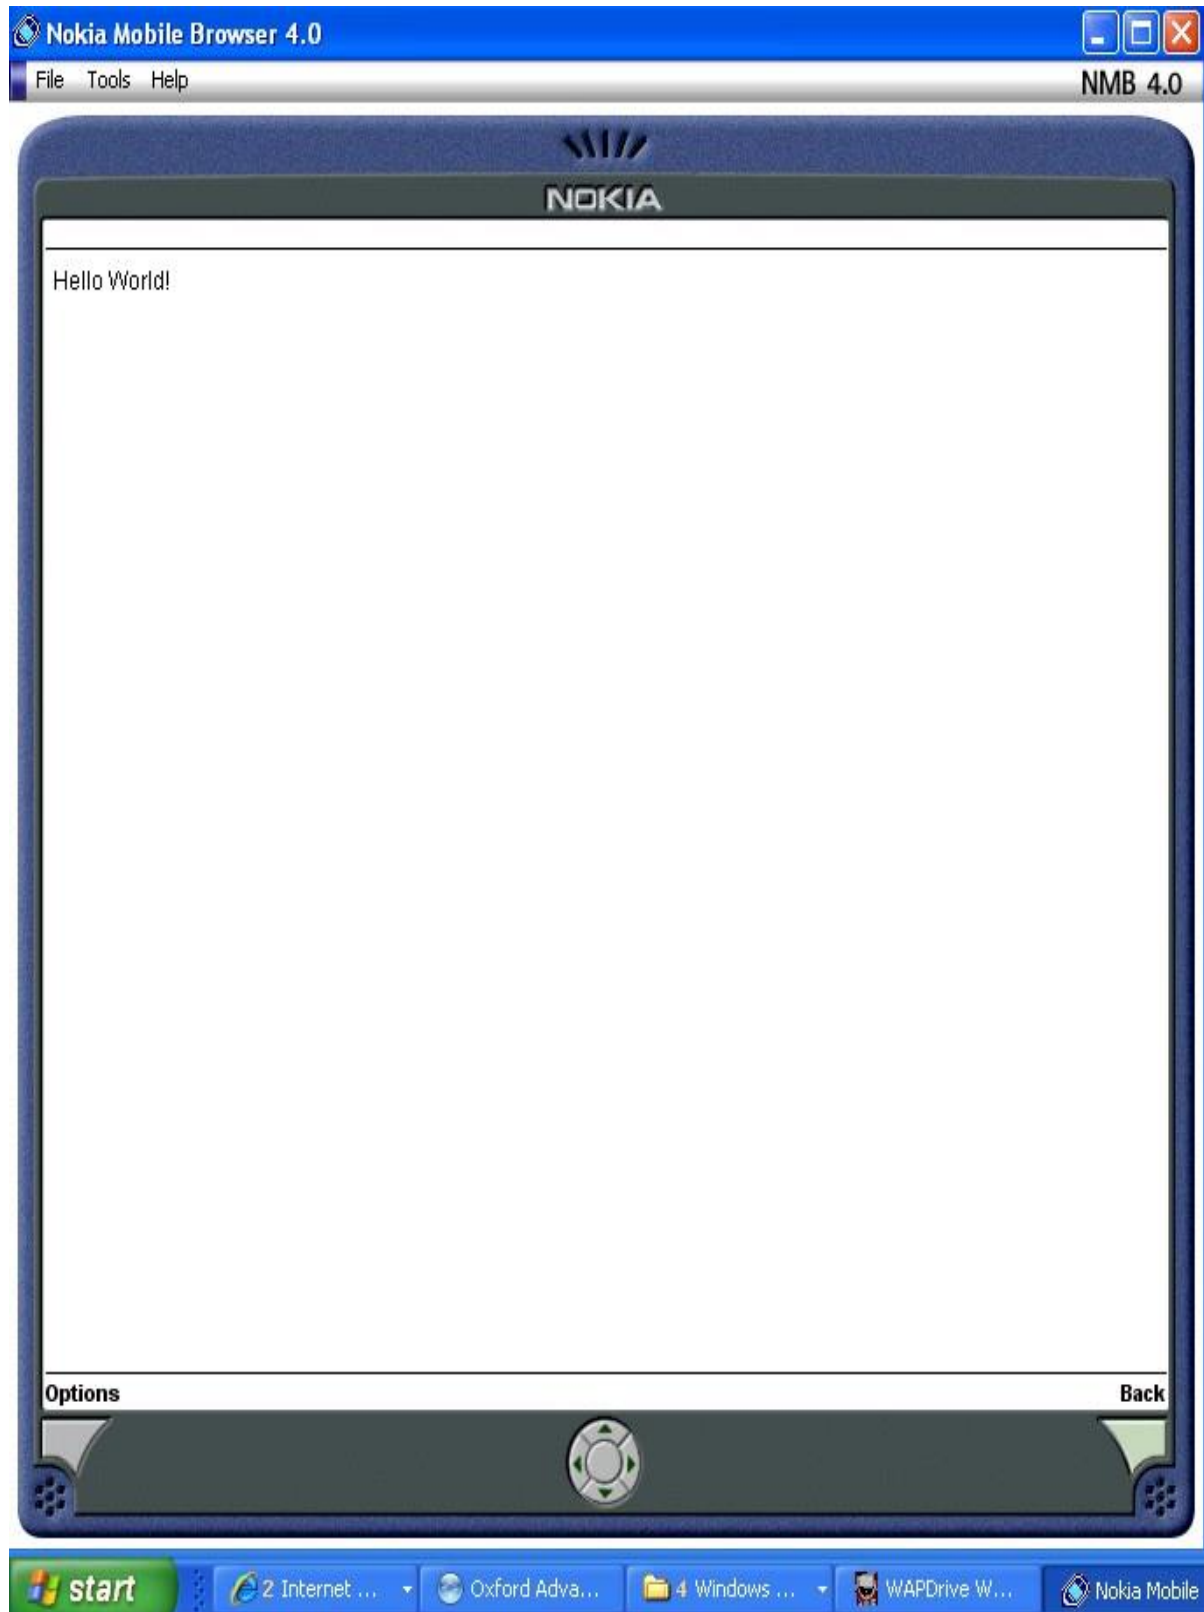 Nokia Mobile Browser 4.0
File Tools Help
NMB 4.0
NOKIA
Hello World!
Options Back
start 2 Internet ... Oxford Adva... 4 Windows ... WAPDrive W... Nokia Mobile